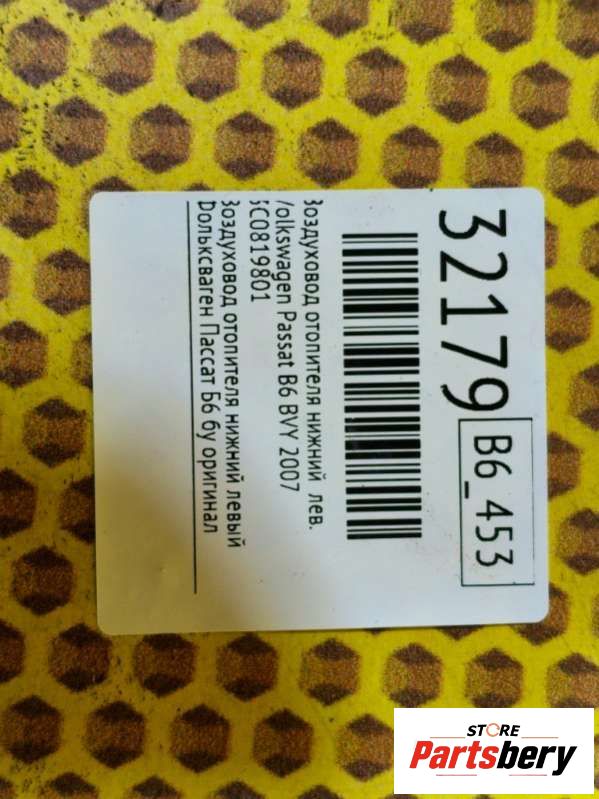 32179
B6_453
Воздуховод отопителя нижний лев.
Volkswagen Passat B6 BVY 2007
3C0819801
Воздуховод отопителя нижний левый
Фольксваген Пассат Б6 бу оригинал
STORE
Partsbery